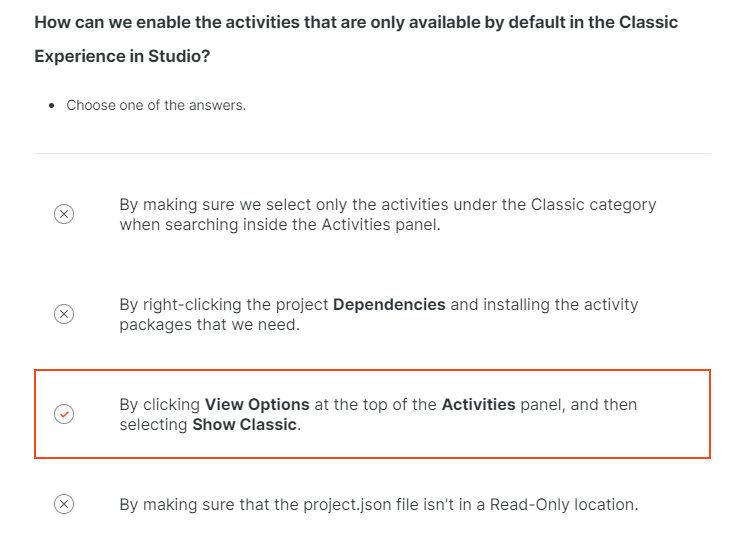 How can we enable the activities that are only available by default in the Classic
Experience in Studio?
• Choose one of the answers.
By making sure we select only the activities under the Classic category
when searching inside the Activities panel.
By right-clicking the project Dependencies and installing the activity
packages that we need.
By clicking View Options at the top of the Activities panel, and then
selecting Show Classic.
By making sure that the project.json file isn't in a Read-Only location.